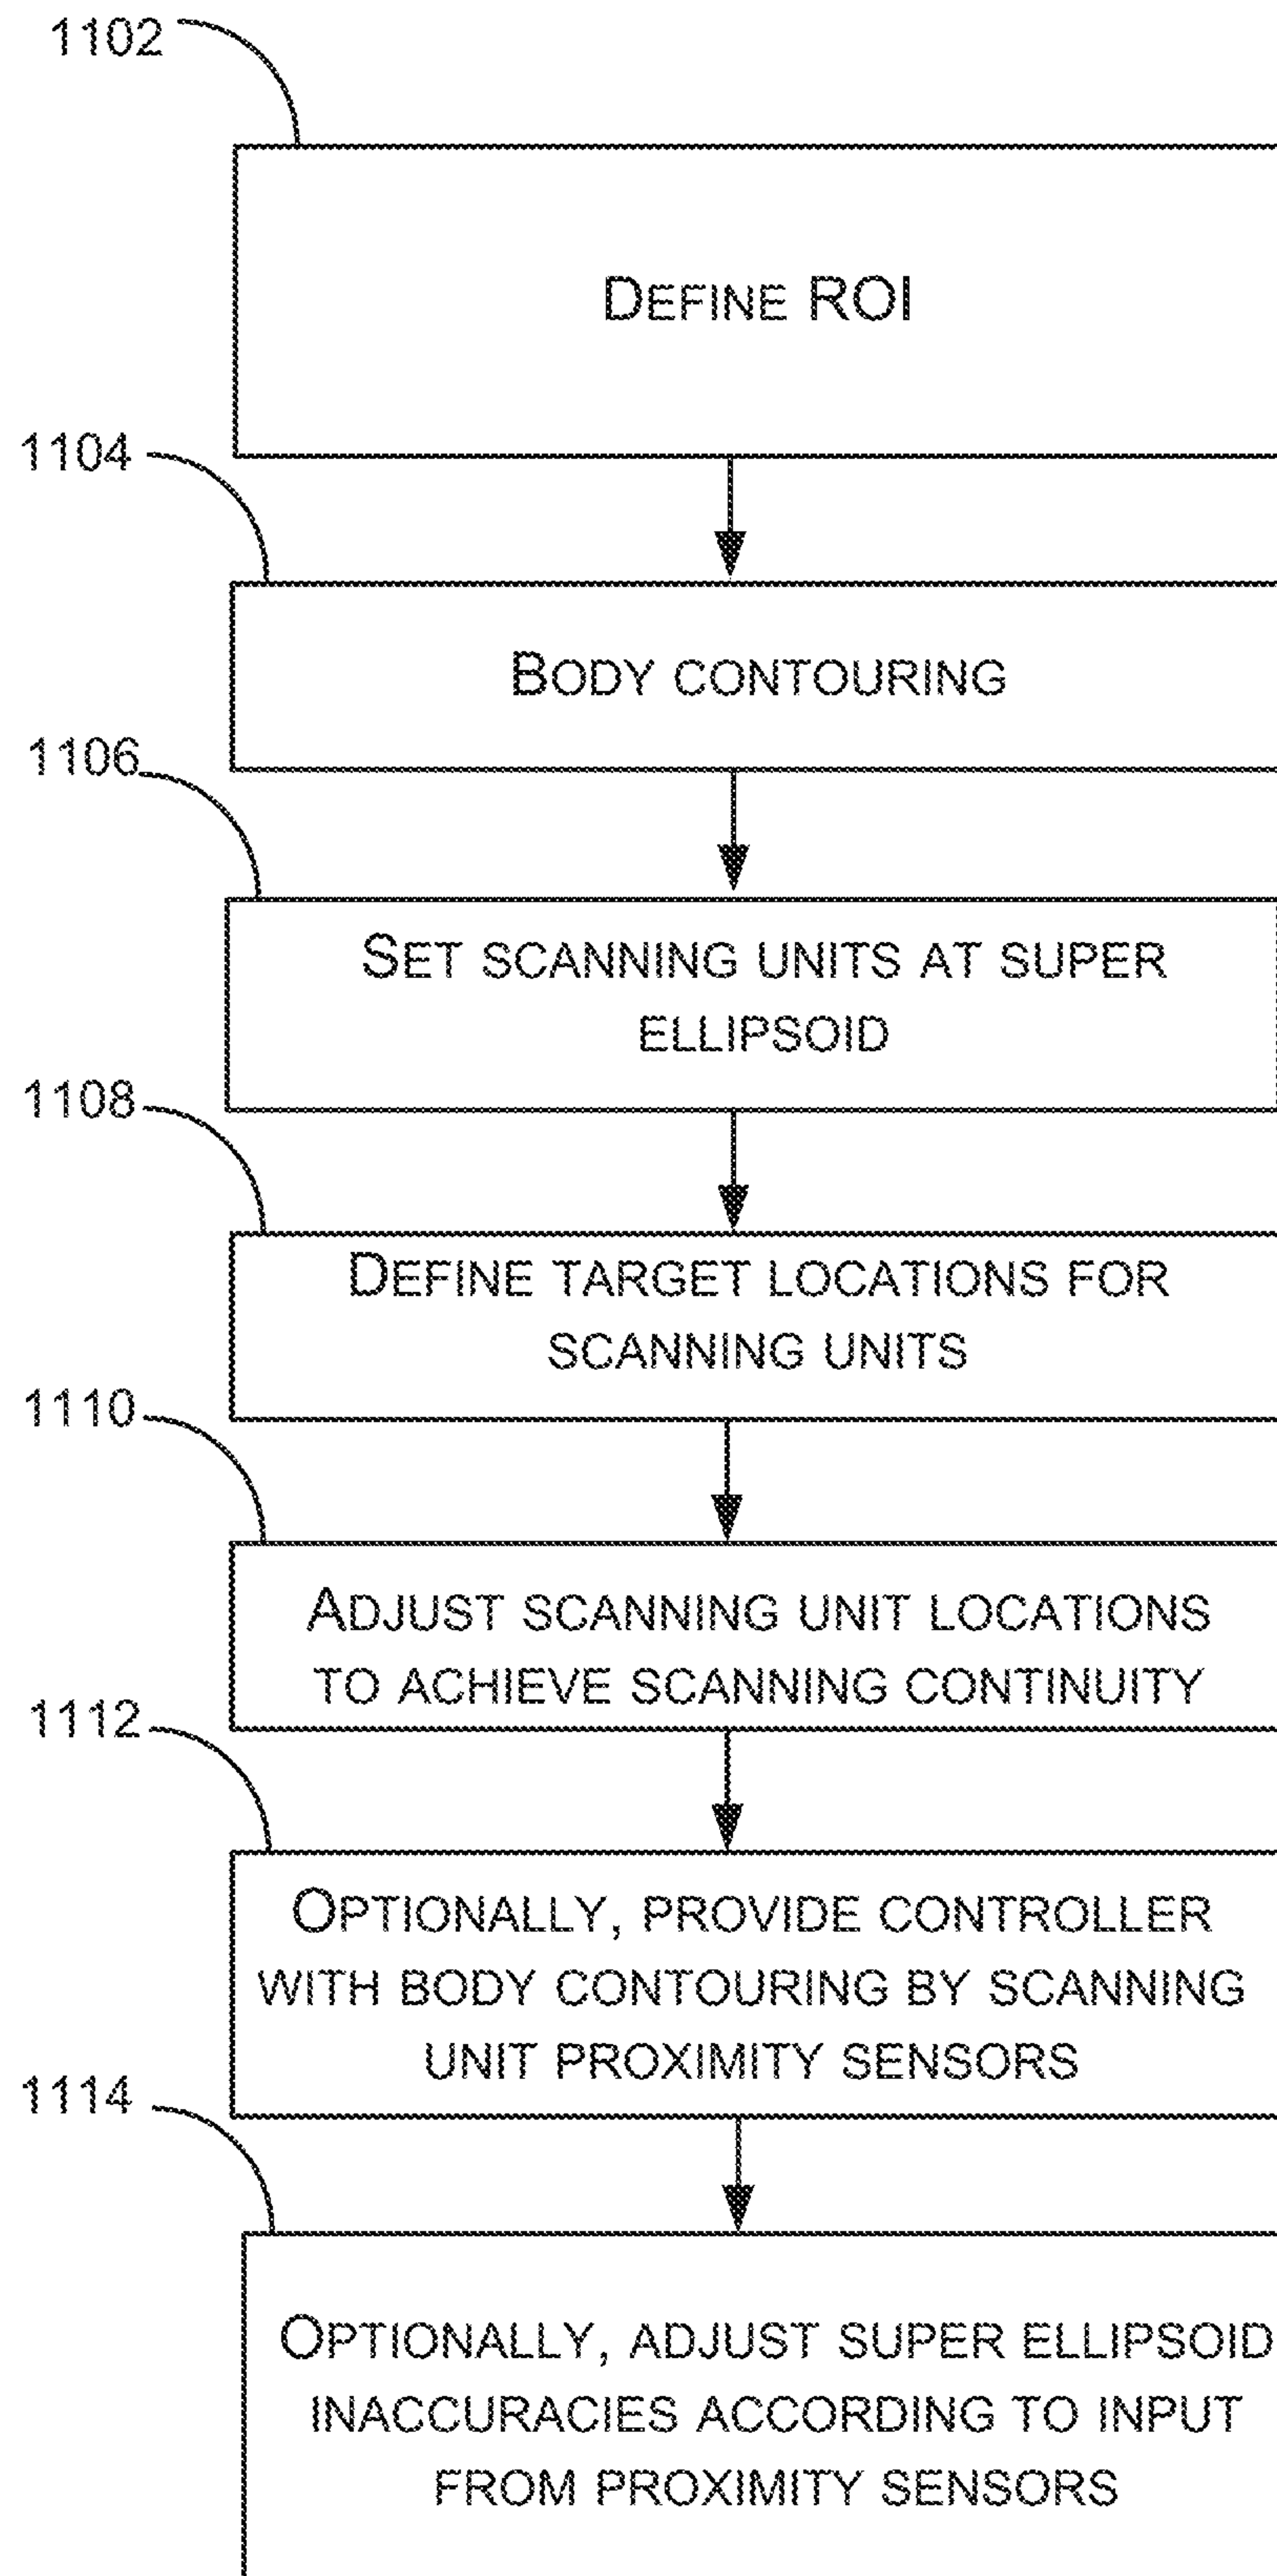 1102
DEFINE ROI
1104
BODY CONTOURING
1106
SET SCANNING UNITS AT SUPER
ELLIPSOID
1108
DEFINE TARGET LOCATIONS FOR
SCANNING UNITS
1110
ADJUST SCANNING UNIT LOCATIONS
TO ACHIEVE SCANNING CONTINUITY
1112
OPTIONALLY, PROVIDE CONTROLLER
WITH BODY CONTOURING BY SCANNING
UNIT PROXIMITY SENSORS
1114
OPTIONALLY, ADJUST SUPER ELLIPSOID
INACCURACIES ACCORDING TO INPUT
FROM PROXIMITY SENSORS